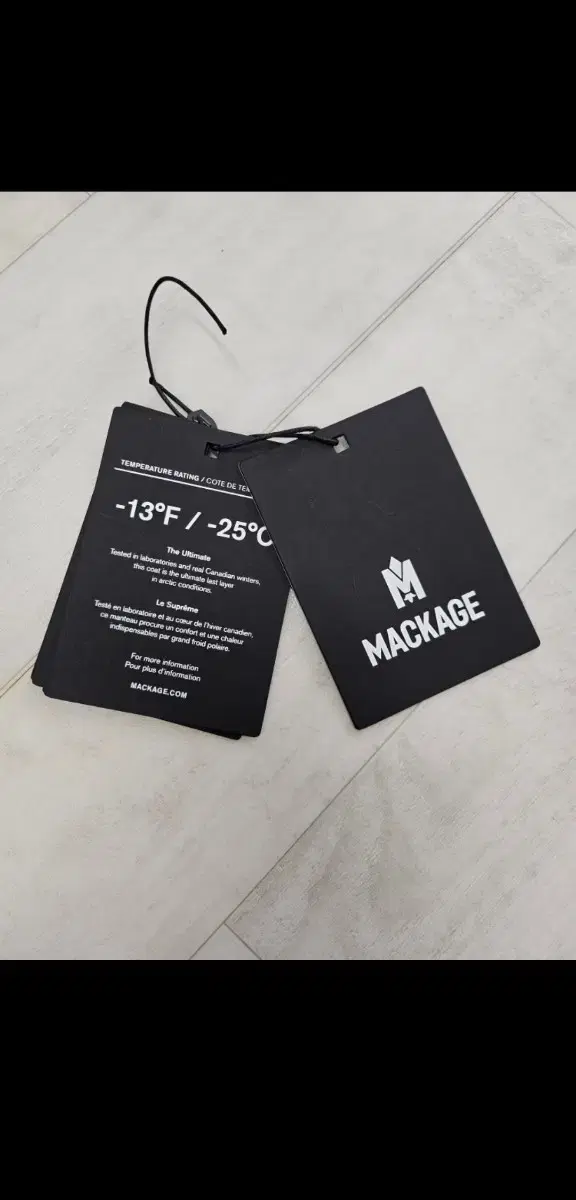 TEMPERATURE RATING / COTE DE
-13°F / -25°C
The Ultimate
Tested in laboratories and real Canadian winters,
this coat is the ultimate last layer
in arctic conditions.
Le Suprême
Testé en laboratoire et au cœur de l'hiver canadien,
ce manteau procure un confort et une chaleur
indispensables par grand froid polaire.
For more information
Pour plus d'information
MACKAGE.COM
M
MACKAGE